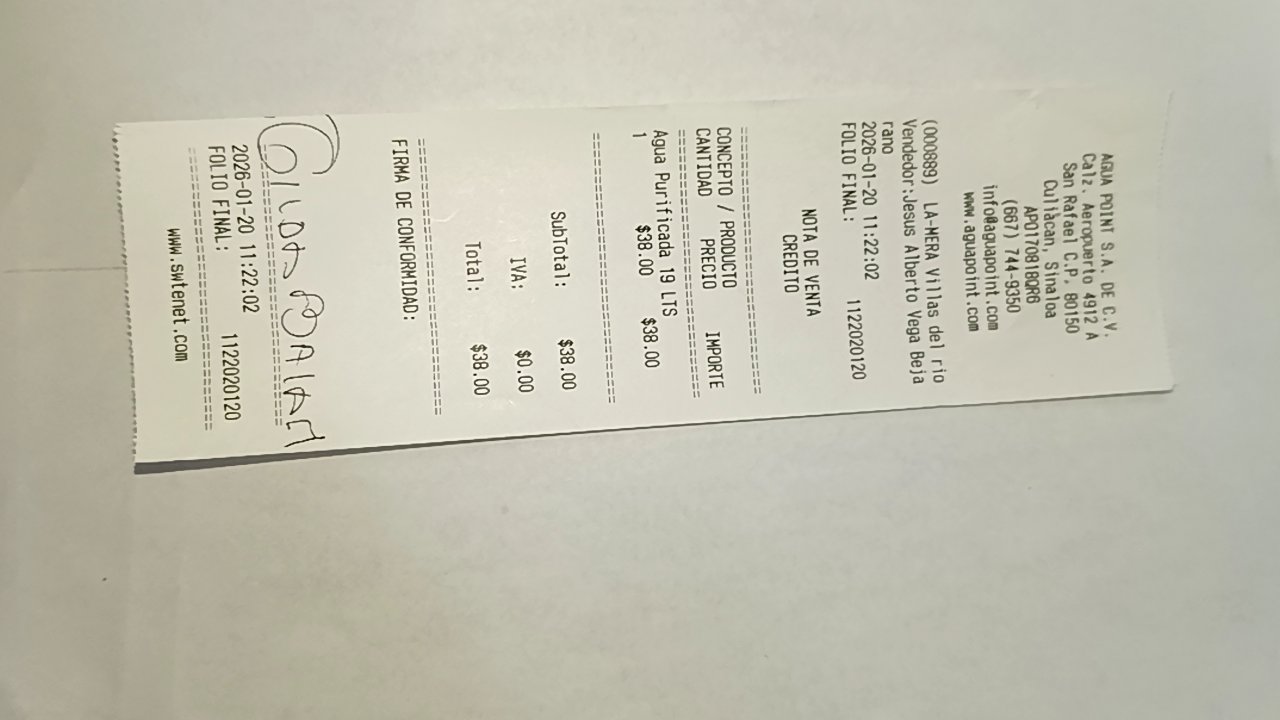 AGUA POINT S.A. DE C.V.
Calz. Aeropuerto 4912 A
San Rafael C.P. 80150
Culiacan, Sinaloa
APO170818QR6
(667) 744-9350
info@aguapoint.com
www.aguapoint.com
(000889) LA-MERA Villas del rio
Vendedor:Jesus Alberto Vega Beja
rano
2026-01-20 11:22:02
FOLIO FINAL: 1122020120
NOTA DE VENTA
CREDITO
================================
CONCEPTO / PRODUCTO
CANTIDAD PRECIO IMPORTE
================================
Agua Purificada 19 LTS
1 $38.00 $38.00
================================
SubTotal: $38.00
IVA: $0.00
Total: $38.00
================================
FIRMA DE CONFORMIDAD:
================================
2026-01-20 11:22:02
FOLIO FINAL: 1122020120
================================
www.swtenet.com